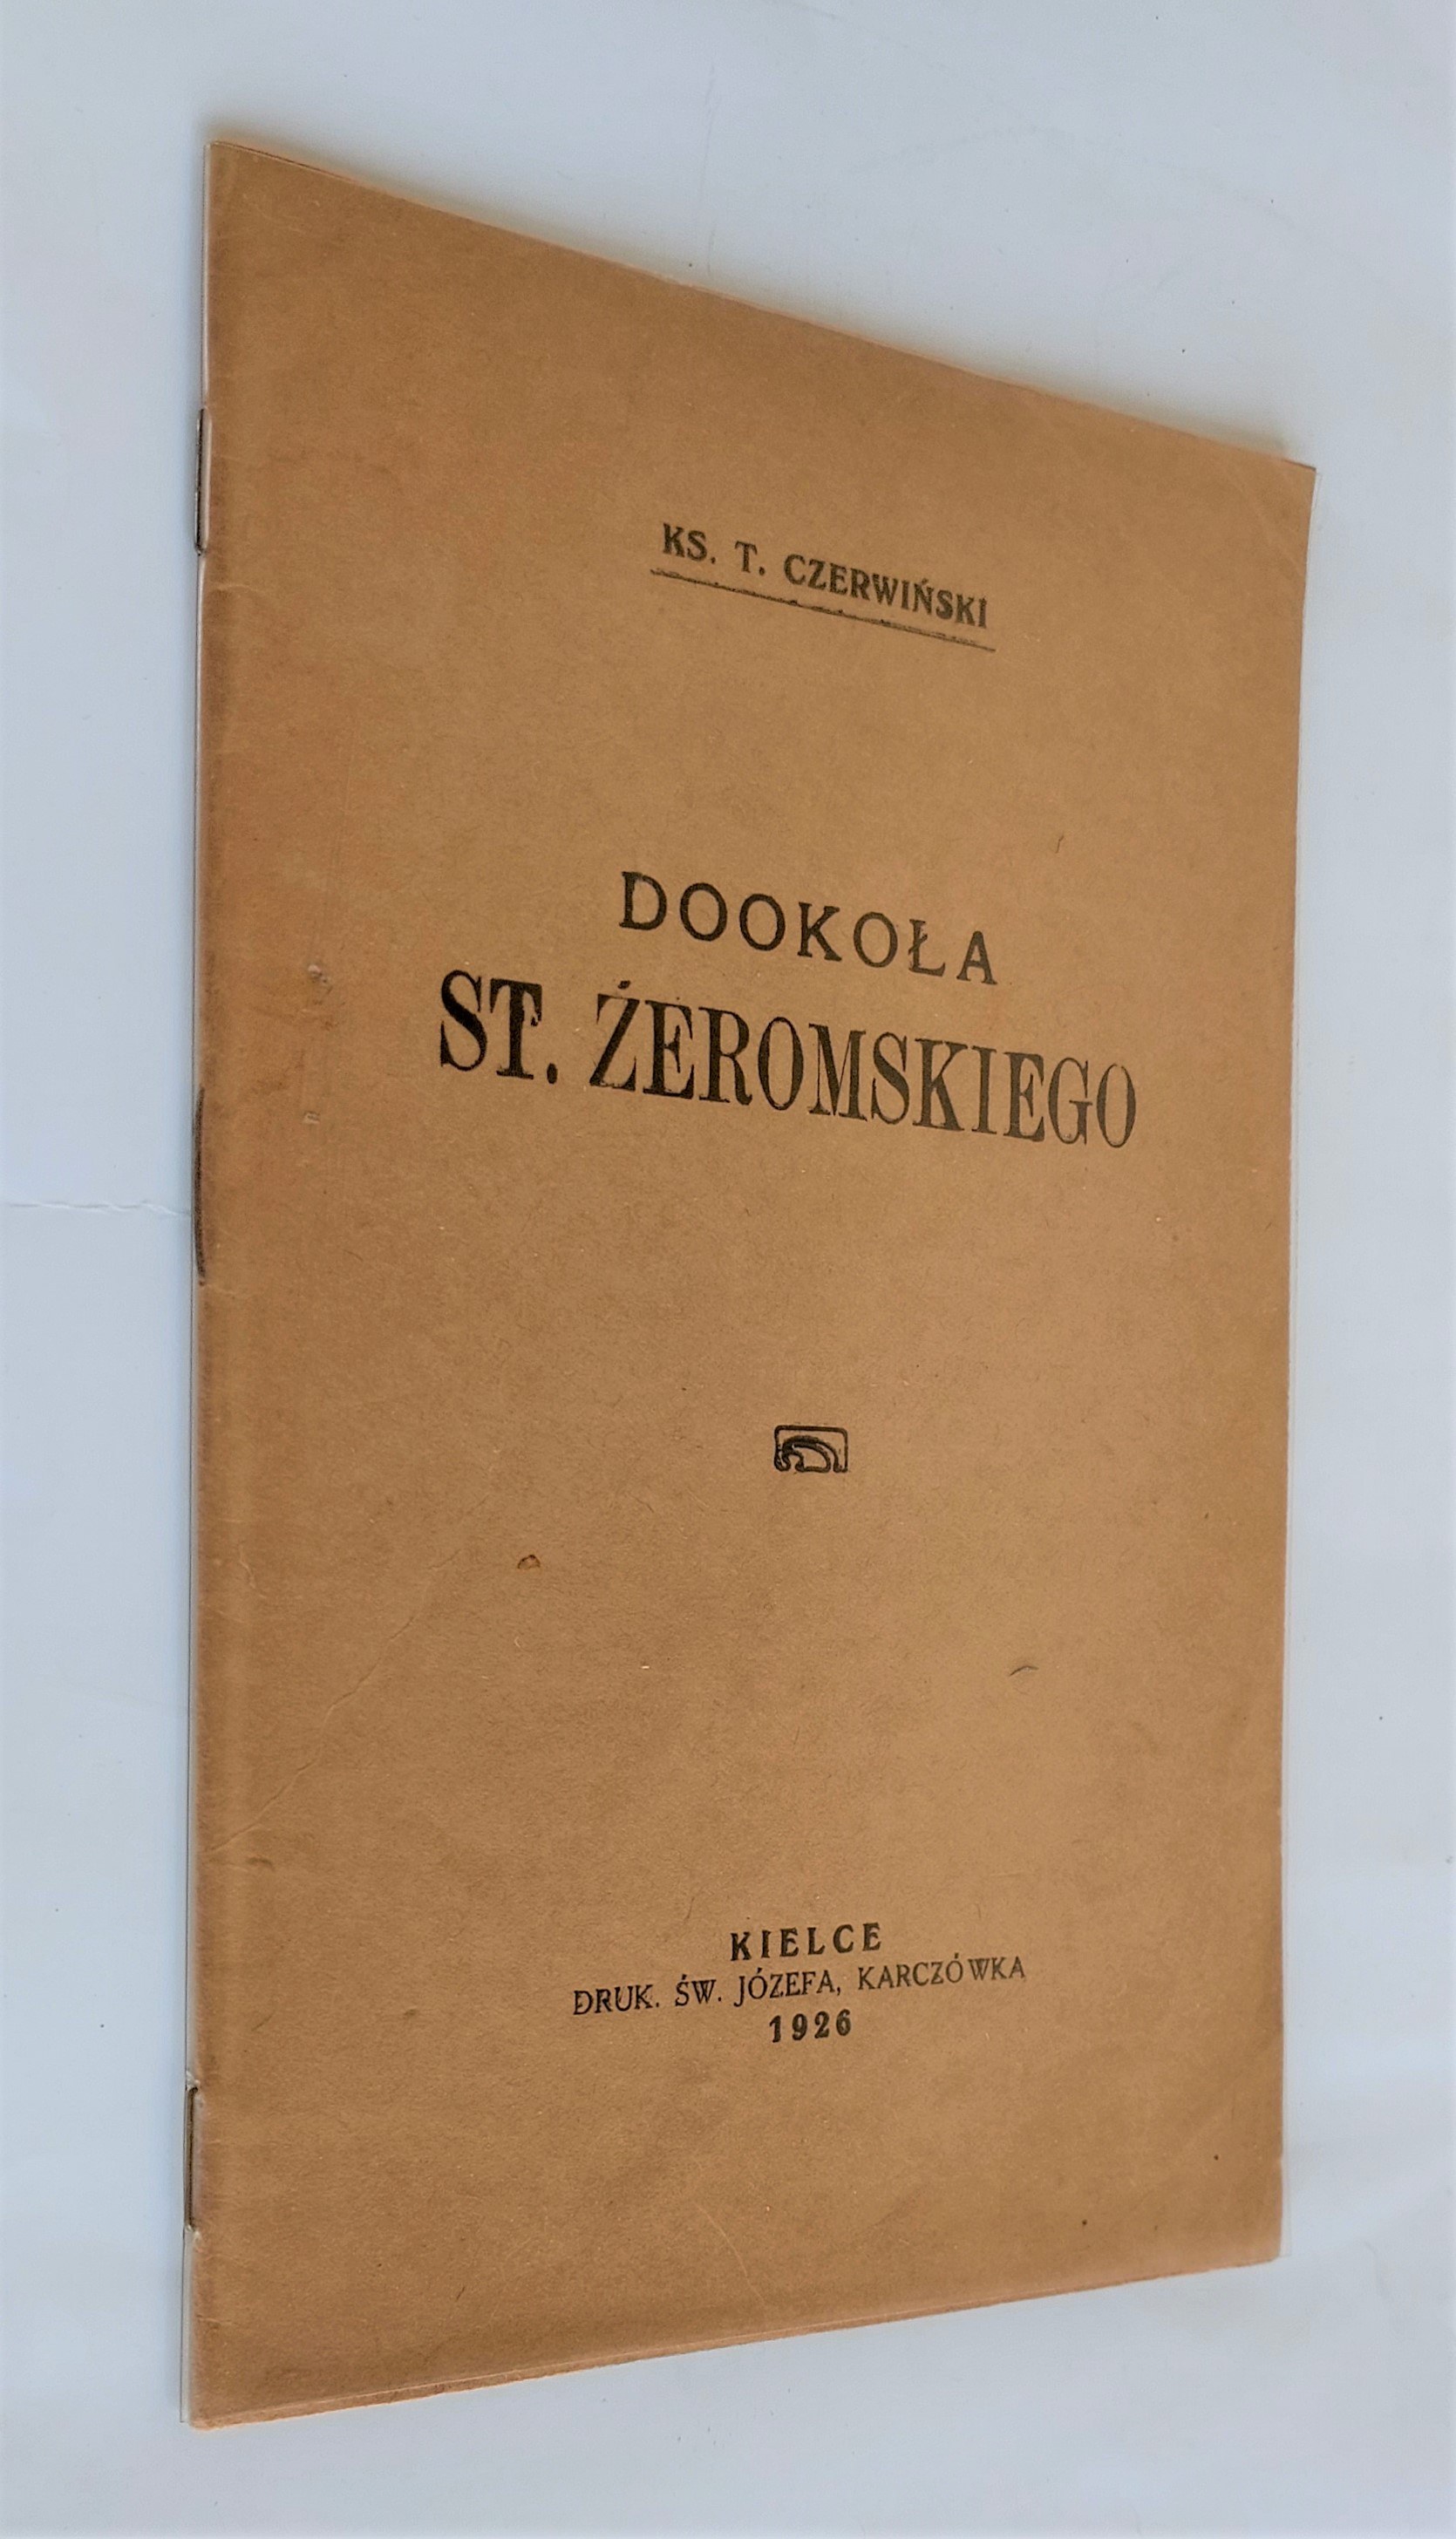 KS. T. CZERWIŃSKI
DOOKOŁA
ST. ŻEROMSKIEGO
KIELCE
DRUK. ŚW. JÓZEFA, KARCZÓWKA
1926